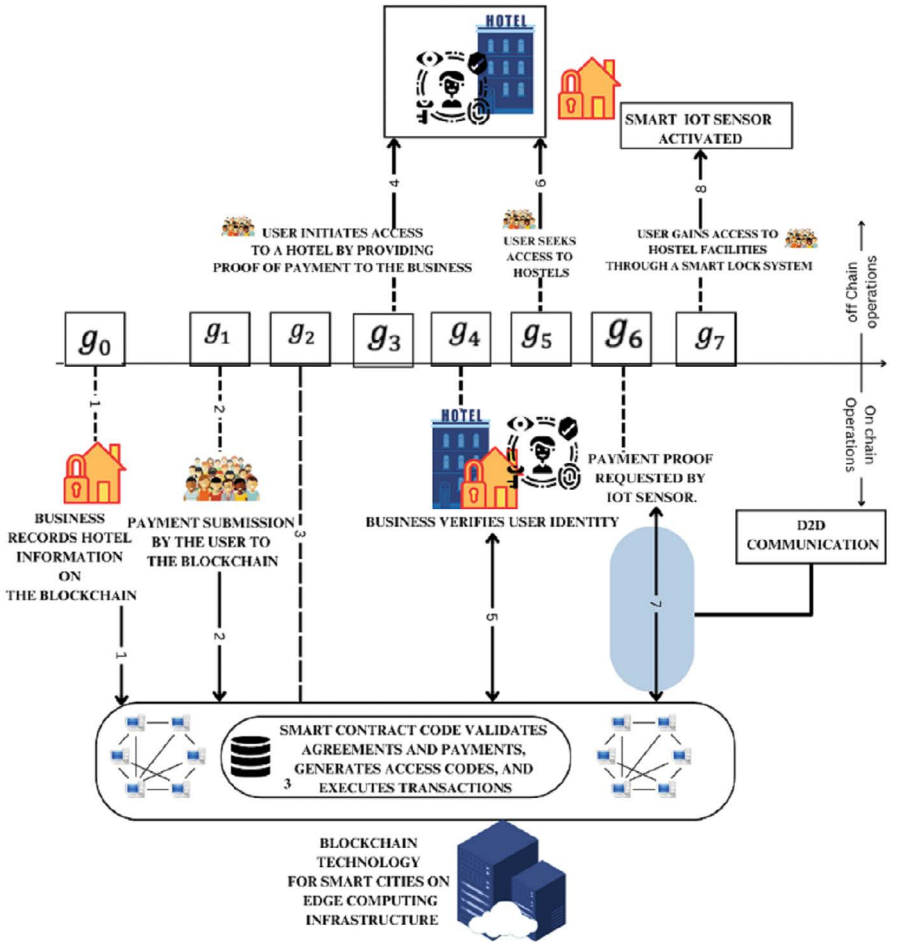 HOTEL
SMART IOT SENSOR
ACTIVATED
4
6
8
USER INITIATES ACCESS
TO A HOTEL BY PROVIDING
PROOF OF PAYMENT TO THE BUSINESS
USER SEEKS
ACCESS TO
HOSTELS
USER GAINS ACCESS TO
HOSTEL FACILITIES
THROUGH A SMART LOCK SYSTEM
off Chain
operations
g0
g1
g2
g3
g4
g5
g6
g7
On chain
Operations
1
2
3
HOTEL
BUSINESS
RECORDS HOTEL
INFORMATION
ON
THE BLOCKCHAIN
PAYMENT SUBMISSION
BY THE USER TO
THE BLOCKCHAIN
BUSINESS VERIFIES USER IDENTITY
PAYMENT PROOF
REQUESTED BY
IOT SENSOR.
D2D
COMMUNICATION
1
2
5
7
SMART CONTRACT CODE VALIDATES
AGREEMENTS AND PAYMENTS,
GENERATES ACCESS CODES, AND
EXECUTES TRANSACTIONS
3
BLOCKCHAIN
TECHNOLOGY
FOR SMART CITIES ON
EDGE COMPUTING
INFRASTRUCTURE